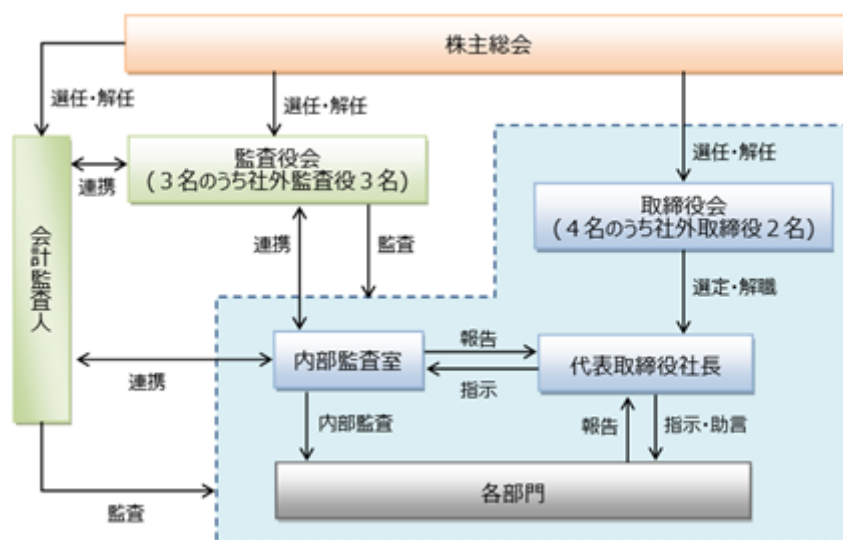 株主総会
選任・解任
選任・解任
選任・解任
監査役会
(３名のうち社外監査役３名)
連携
取締役会
(４名のうち社外取締役２名)
会計監査人
連携
監査
選定・解職
内部監査室
報告
指示
代表取締役社長
連携
内部監査
報告
指示・助言
各部門
監査